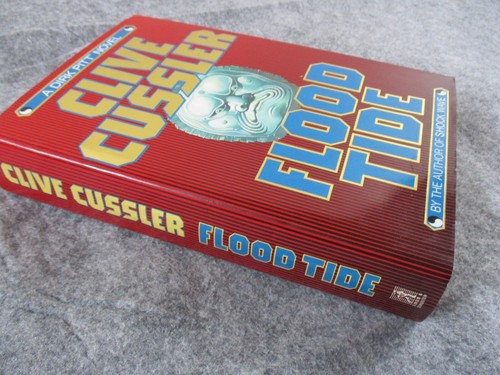 A DIRK PITT NOVEL
CLIVE
CUSSLER
FLOOD
TIDE
BY THE AUTHOR OF SHOCK WAVE
CLIVE CUSSLER FLOOD TIDE